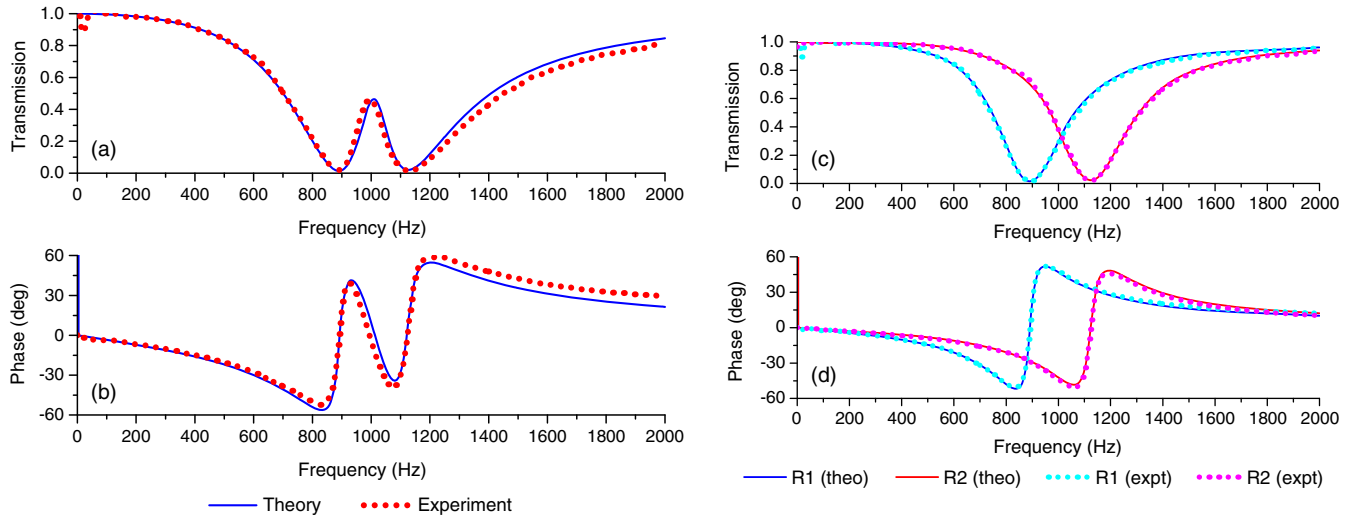 1.0
0.8
0.6
0.4
0.2
0.0
Transmission
(a)
0 200 400 600 800 1000 1200 1400 1600 1800 2000
Frequency (Hz)
60
30
0
-30
-60
Phase (deg)
(b)
0 200 400 600 800 1000 1200 1400 1600 1800 2000
Frequency (Hz)
Theory Experiment
1.0
0.8
0.6
0.4
0.2
0.0
Transmission
(c)
0 200 400 600 800 1000 1200 1400 1600 1800 2000
Frequency (Hz)
60
30
0
-30
-60
Phase (deg)
(d)
0 200 400 600 800 1000 1200 1400 1600 1800 2000
Frequency (Hz)
R1 (theo) R2 (theo) R1 (expt) R2 (expt)